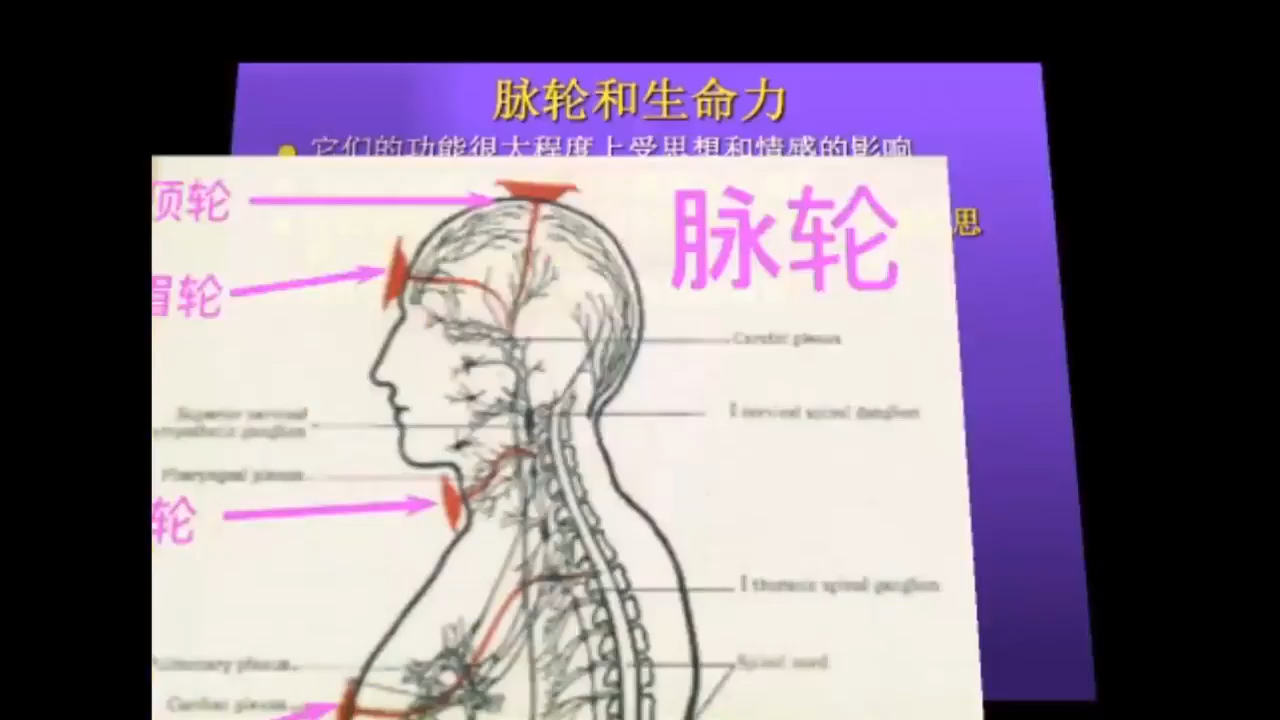 脉轮和生命力
它们的功能很大程度上受思想和情感的影响
思
顶轮
脉轮
眉轮
Carotid plexus
Superior cervical
I cervical spinal ganglion
sympathetic ganglion
Pharyngeal plexus
轮
I thoracic spinal ganglion
Pulmonary plexus
Spinal cord
Cardiac plexus